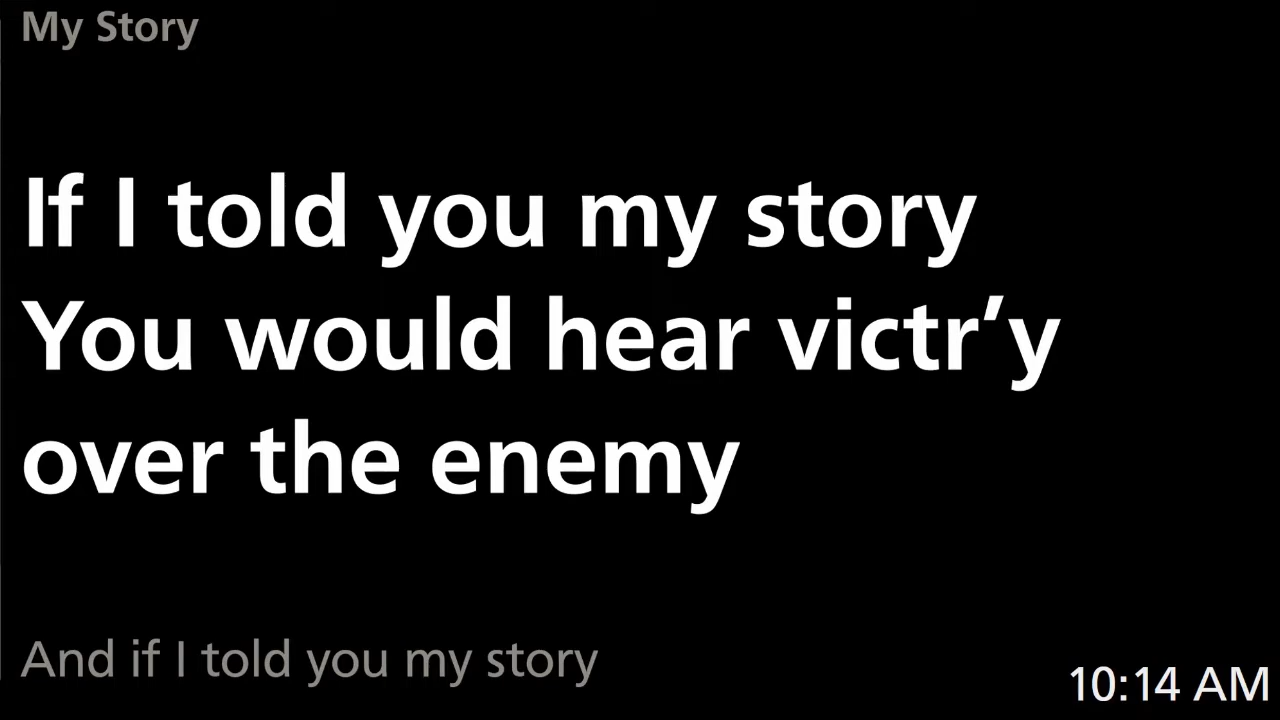 My Story
If I told you my story
You would hear victr’y
over the enemy
And if I told you my story
10:14 AM